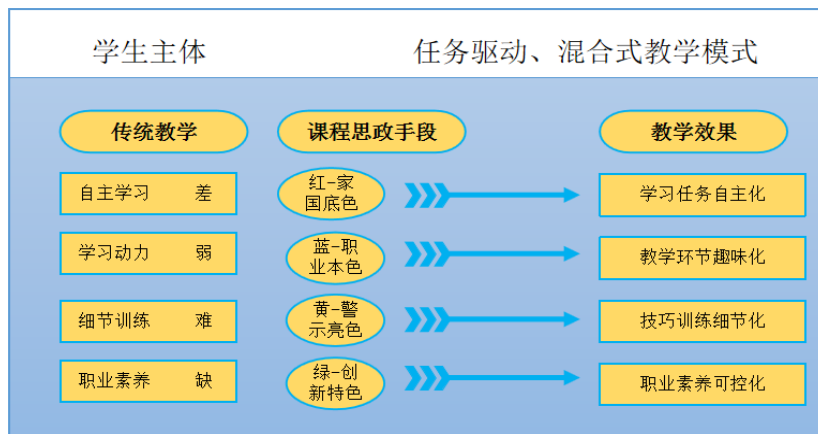 学生主体 任务驱动、混合式教学模式
传统教学 课程思政手段 教学效果
自主学习 差
红-家
国底色
学习任务自主化
学习动力 弱
蓝-职
业本色
教学环节趣味化
细节训练 难
黄-警
示亮色
技巧训练细节化
职业素养 缺
绿-创
新特色
职业素养可控化